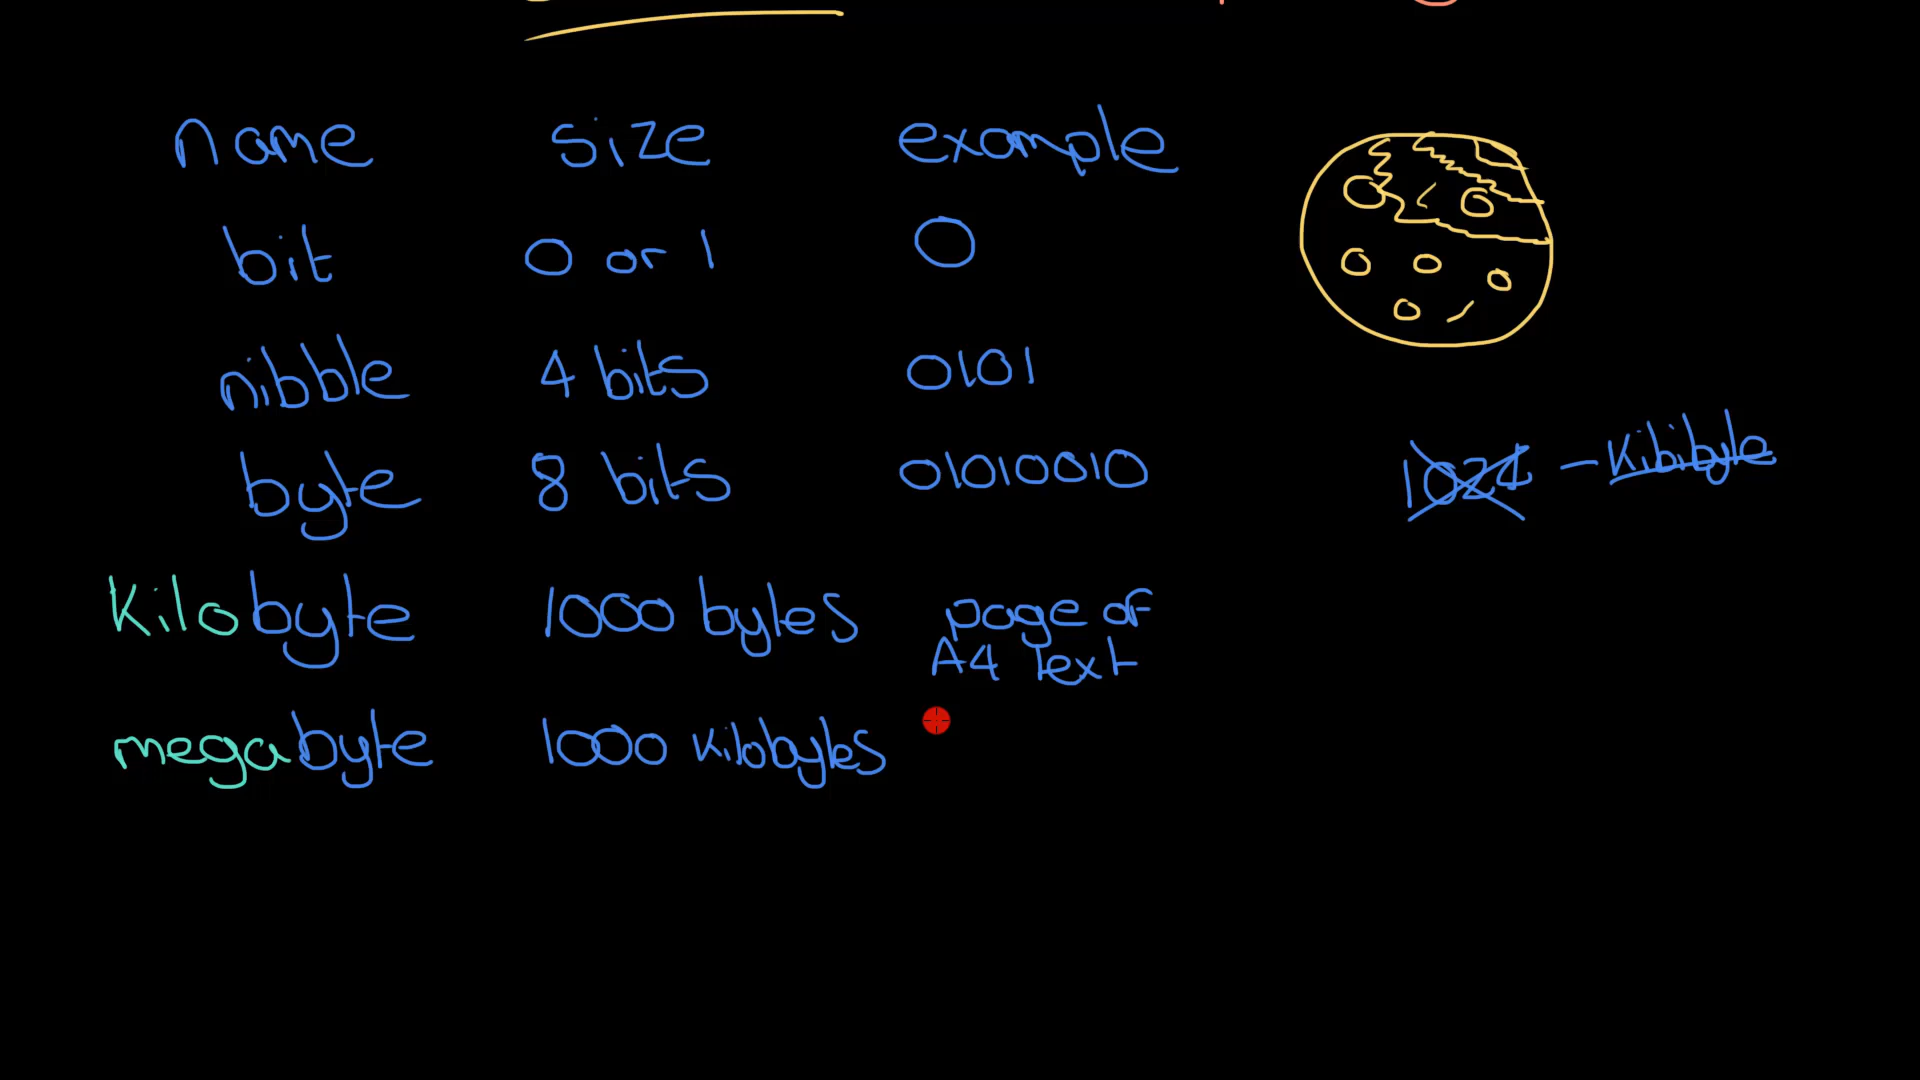 name size example
bit 0 or 1 0
nibble 4 bits 0101
byte 8 bits 01010010
1024 - Kibibyte
Kilobyte 1000 bytes page of
A4 text
megabyte 1000 kilobytes